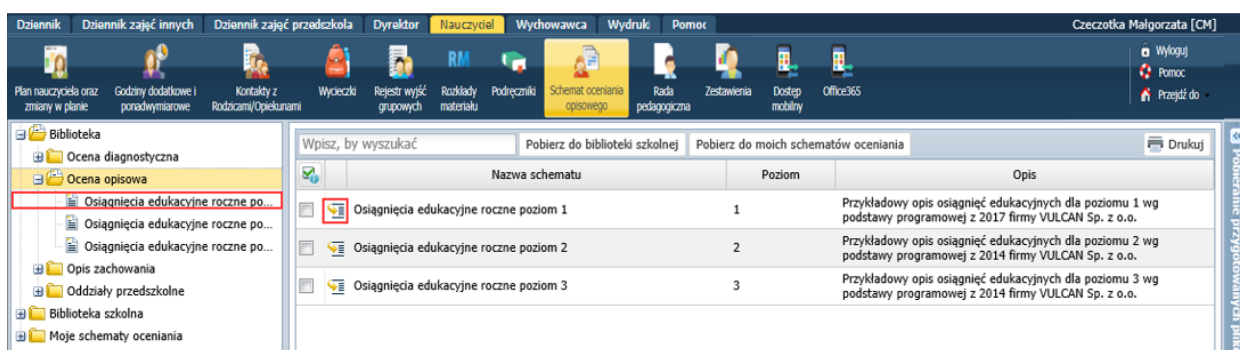 Dziennik Dziennik zajęć innych Dziennik zajęć przedszkola Dyrektor Nauczyciel Wychowawca Wydruki Pomoc Czeczotka Małgorzata [CM]
Plan nauczyciela oraz zmiany w planie
Godziny dodatkowe i ponadwymiarowe
Kontakty z Rodzicami/Opiekunami
Wycieczki
Rejestr wyjść grupowych
RM
Rozkłady materiału
Podręczniki
Schemat oceniania opisowego
Rada pedagogiczna
Zestawienia
Dostęp mobilny
Office365
Wyloguj
Pomoc
Przejdź do
Biblioteka
Ocena diagnostyczna
Ocena opisowa
Osiągnięcia edukacyjne roczne po...
Osiągnięcia edukacyjne roczne po...
Osiągnięcia edukacyjne roczne po...
Opis zachowania
Oddziały przedszkolne
Biblioteka szkolna
Moje schematy oceniania
Wpisz, by wyszukać Pobierz do biblioteki szkolnej Pobierz do moich schematów oceniania Drukuj
Nazwa schematu Poziom Opis
Osiągnięcia edukacyjne roczne poziom 1 1 Przykładowy opis osiągnięć edukacyjnych dla poziomu 1 wg
podstawy programowej z 2017 firmy VULCAN Sp. z o.o.
Osiągnięcia edukacyjne roczne poziom 2 2 Przykładowy opis osiągnięć edukacyjnych dla poziomu 2 wg
podstawy programowej z 2014 firmy VULCAN Sp. z o.o.
Osiągnięcia edukacyjne roczne poziom 3 3 Przykładowy opis osiągnięć edukacyjnych dla poziomu 3 wg
podstawy programowej z 2014 firmy VULCAN Sp. z o.o.
Pobieranie przygotowanych